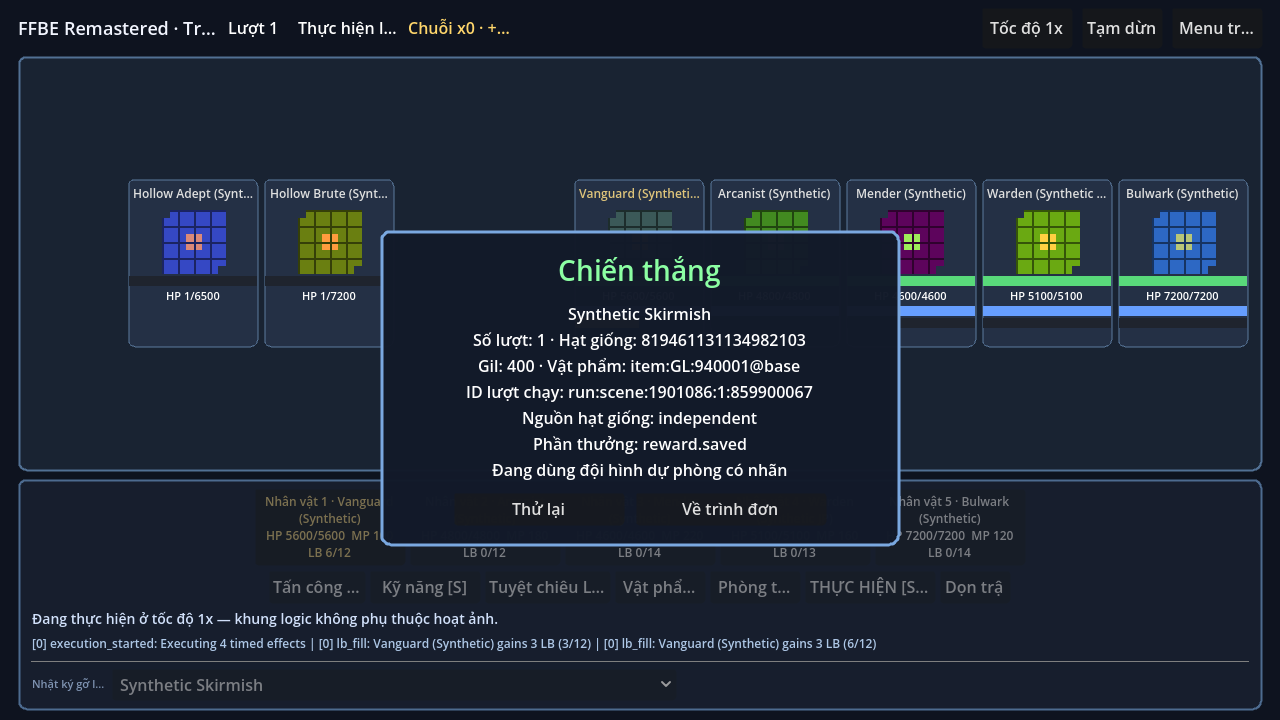 FFBE Remastered · Tr...
Lượt 1
Thực hiện l...
Chuỗi x0 · +...
Tốc độ 1x
Tạm dừng
Menu tr...
Hollow Adept (Synt...
Hollow Brute (Synt...
Vanguard (Syntheti...
Arcanist (Synthetic)
Mender (Synthetic)
Warden (Synthetic ...
Bulwark (Synthetic)
HP 1/6500
HP 1/7200
600/4600
HP 5100/5100
HP 7200/7200
Chiến thắng
Synthetic Skirmish
Số lượt: 1 · Hạt giống: 819461131134982103
Gil: 400 · Vật phẩm: item:GL:940001@base
ID lượt chạy: run:scene:1901086:1:859900067
Nguồn hạt giống: independent
Phần thưởng: reward.saved
Đang dùng đội hình dự phòng có nhãn
Thử lại
Về trình đơn
Nhân vật 1 · Vangua
(Synthetic)
HP 5600/5600 MP 1
LB 6/12
LB 0/12
LB 0/14
LB 0/13
hân vật 5 · Bulwark
(Synthetic)
7200/7200 MP 120
LB 0/14
Tấn công ...
Kỹ năng [S]
Tuyệt chiêu L...
Vật phẩ...
Phòng t...
THỰC HIỆN [S...
Dọn trậ
Đang thực hiện ở tốc độ 1x — khung logic không phụ thuộc hoạt ảnh.
[0] execution_started: Executing 4 timed effects | [0] lb_fill: Vanguard (Synthetic) gains 3 LB (3/12) | [0] lb_fill: Vanguard (Synthetic) gains 3 LB (6/12)
Nhật ký gỡ l...
Synthetic Skirmish